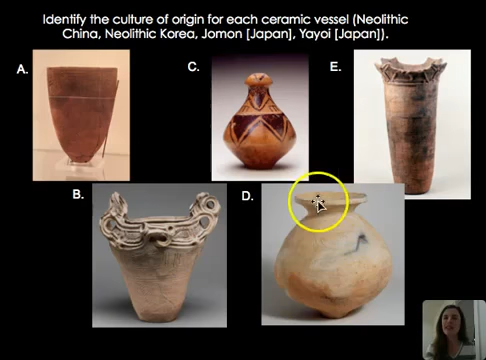 Identify the culture of origin for each ceramic vessel (Neolithic
China, Neolithic Korea, Jomon [Japan], Yayoi [Japan]).
A.
C.
E.
B.
D.